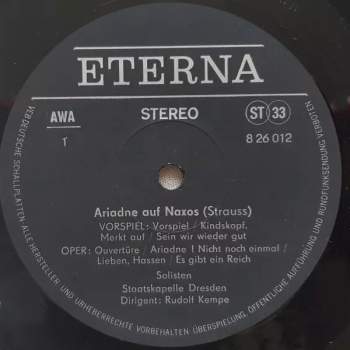 ETERNA
AWA
STEREO
ST 33
1
8 26 012
Ariadne auf Naxos (Strauss)
VORSPIEL: Vorspiel / Kindskopf,
Merkt auf / Sein wir wieder gut
OPER: Ouvertüre / Ariadne ! Nicht noch einmal /
Lieben, Hassen / Es gibt ein Reich
Solisten
Staatskapelle Dresden
Dirigent: Rudolf Kempe
VEB DEUTSCHE SCHALLPLATTEN ALLE HERSTELLER- UND URHEBERRECHTE VORBEHALTEN ÜBERSPIELUNG, ÖFFENTLICHE AUFFÜHRUNG UND RUNDFUNKSENDUNG VERBOTEN